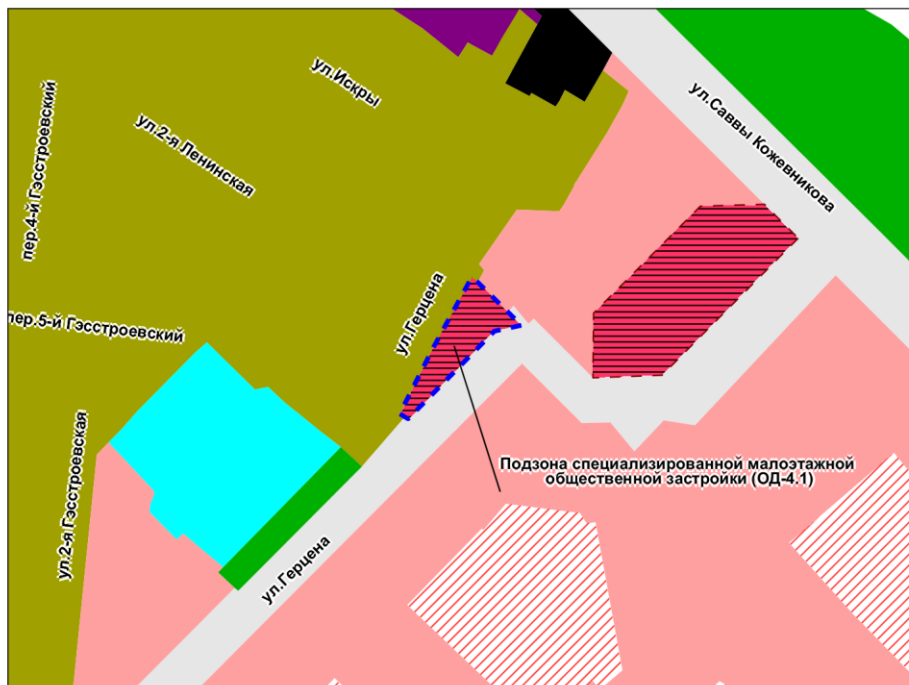 ул.Искры
ул.Саввы Кожевникова
ул.2-я Ленинская
пер.4-й Гэсстроевский
ул.Герцена
пер.5-й Гэсстроевский
ул.2-я Гэсстроевская
Подзона специализированной малоэтажной
общественной застройки (ОД-4.1)
ул.Герцена